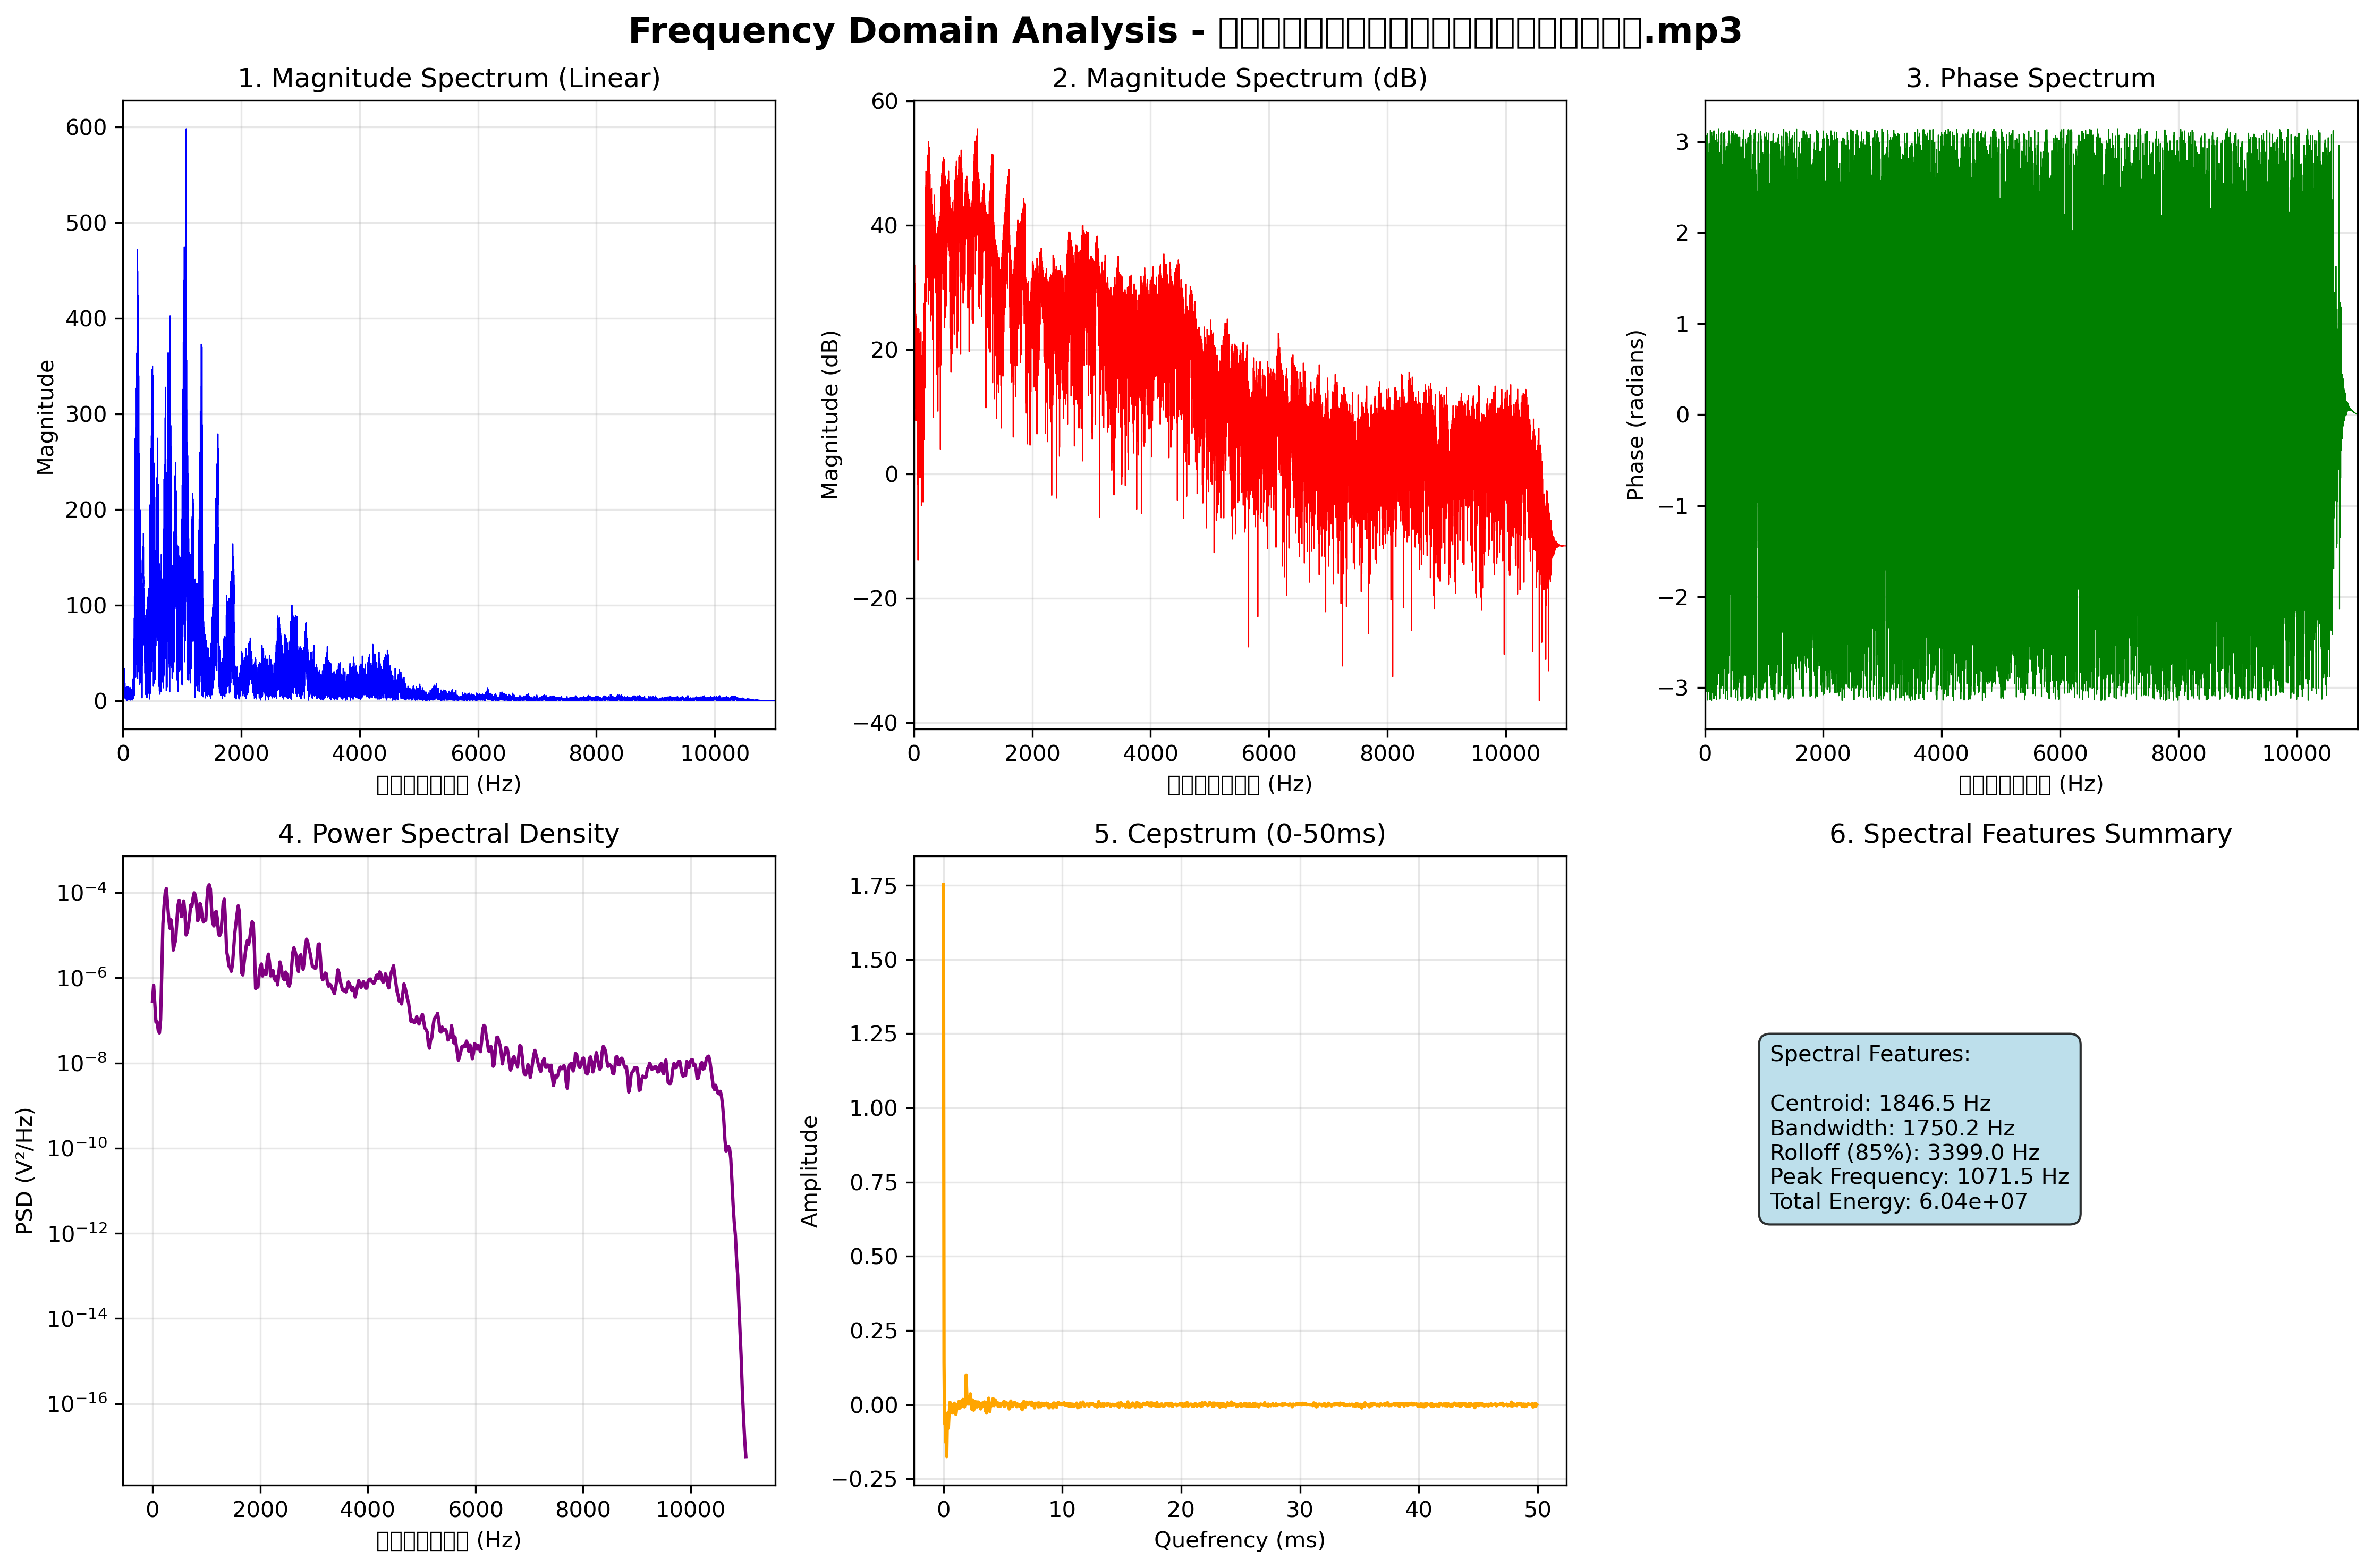 Frequency Domain Analysis - .mp3
1. Magnitude Spectrum (Linear)
Magnitude
600
500
400
300
200
100
0
0 2000 4000 6000 8000 10000
(Hz)
2. Magnitude Spectrum (dB)
Magnitude (dB)
60
40
20
0
−20
−40
0 2000 4000 6000 8000 10000
(Hz)
3. Phase Spectrum
Phase (radians)
3
2
1
0
−1
−2
−3
0 2000 4000 6000 8000 10000
(Hz)
4. Power Spectral Density
PSD (V²/Hz)
10⁻⁴
10⁻⁶
10⁻⁸
10⁻¹⁰
10⁻¹²
10⁻¹⁴
10⁻¹⁶
0 2000 4000 6000 8000 10000
(Hz)
5. Cepstrum (0-50ms)
Amplitude
1.75
1.50
1.25
1.00
0.75
0.50
0.25
0.00
−0.25
0 10 20 30 40 50
Quefrency (ms)
6. Spectral Features Summary
Spectral Features:
Centroid: 1846.5 Hz
Bandwidth: 1750.2 Hz
Rolloff (85%): 3399.0 Hz
Peak Frequency: 1071.5 Hz
Total Energy: 6.04e+07